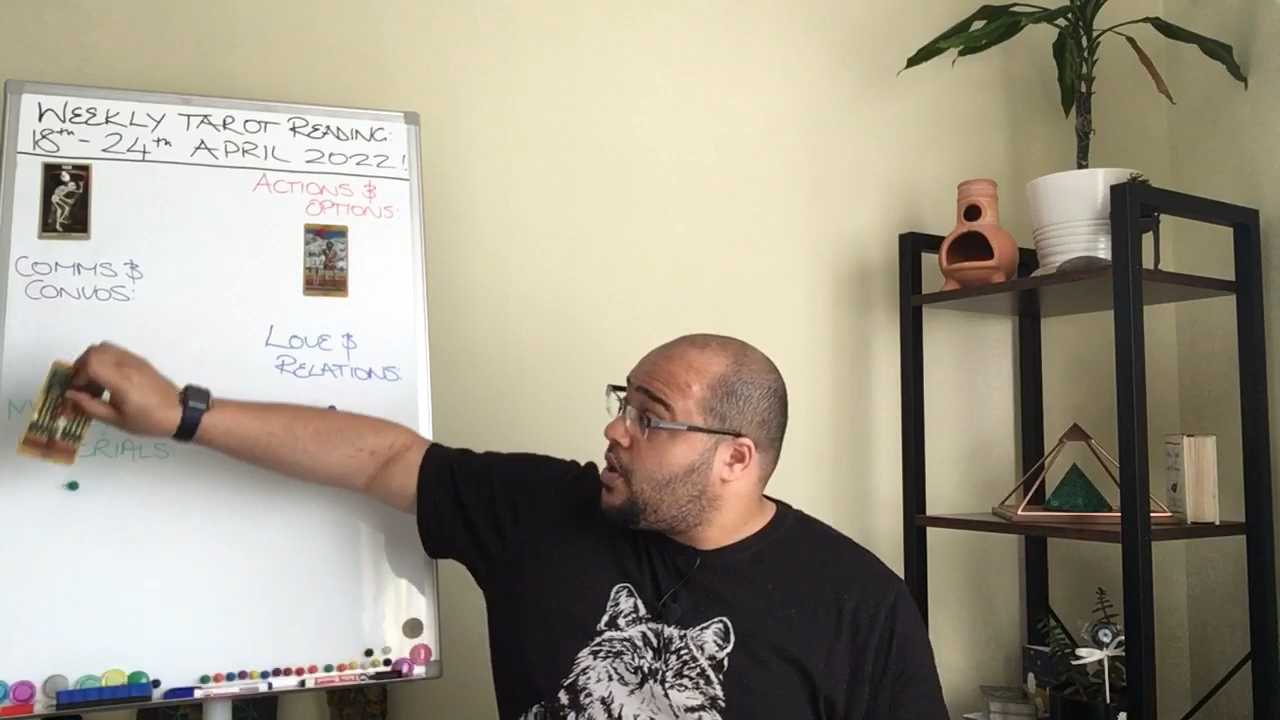 WEEKLY TAROT READING:
18th - 24th APRIL 2022!
ACTIONS &
OPTIONS:
COMMS &
CONVOS:
LOVE &
RELATIONS: